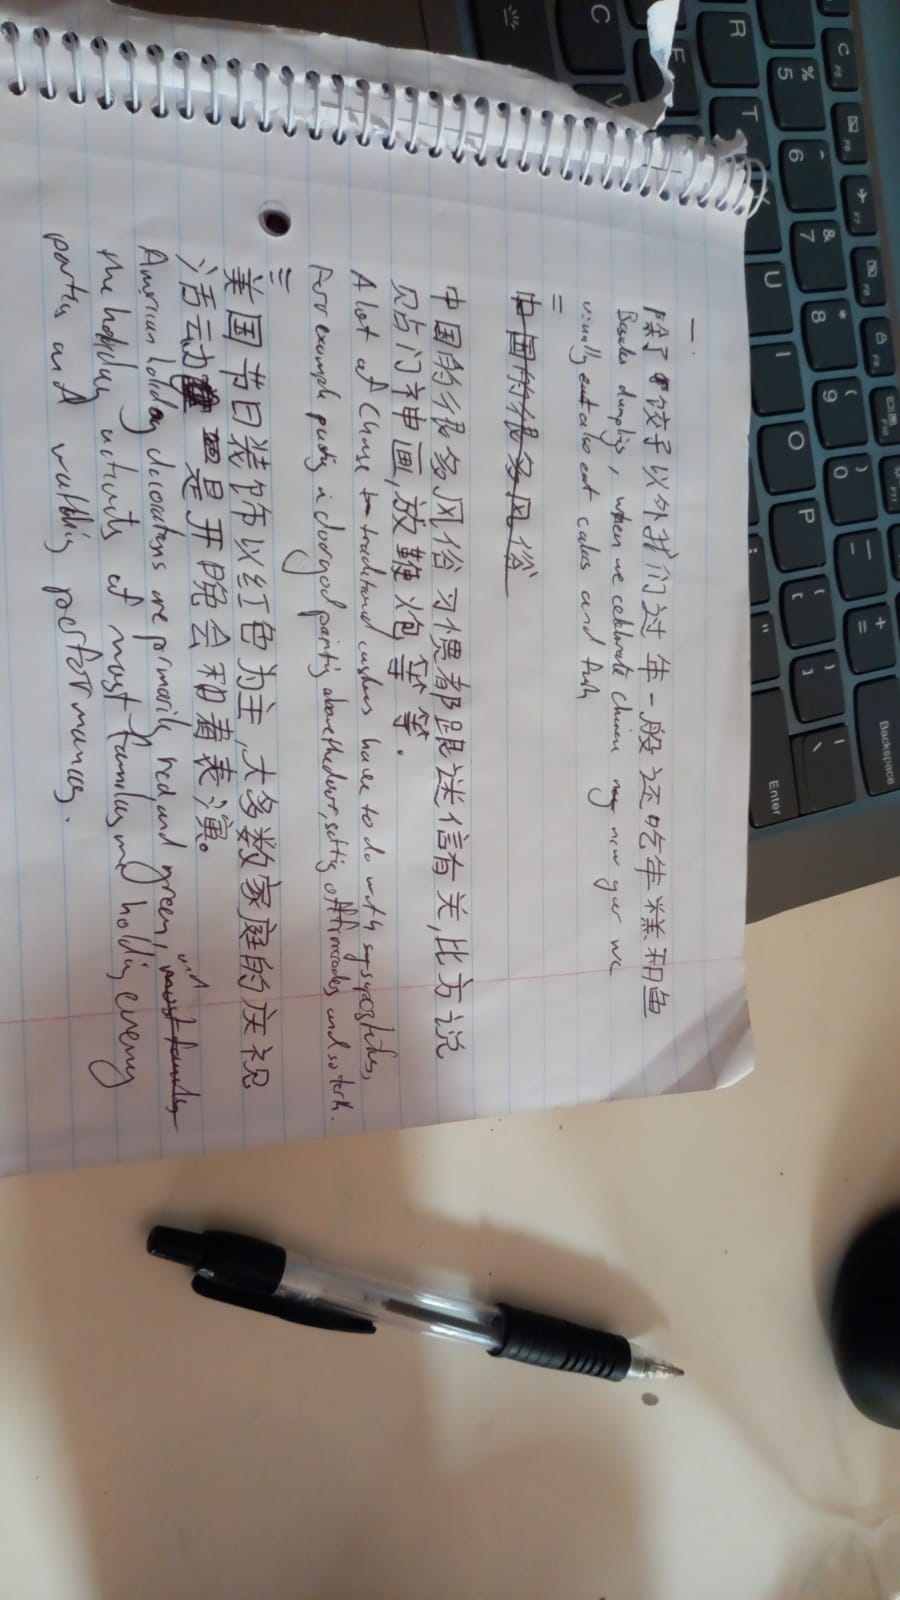 一.
除了饺子以外我们过年一般还吃年糕和鱼
Besides dumplings, when we celebrate chinese new year we
usually eat also eat cakes and fish
二
中国的很多风俗
中国的很多风俗习惯都跟迷信有关,比方说
贴门神画,放鞭炮等等.
A lot of Chinese traditional customs have to do with
For example putting a doorgod painting above the door, setting off firecrackers and so forth.
三
美国节日装饰以红色为主,大多数家庭的庆祝
活动是开晚会和看表演。
American holiday decorations are primarily red and green, and most families
the holiday activities of most families and holding evening
parties and watching performances.
Backspace
Enter
R
T
U
I
O
P
C
5
%
6
^
7
&
8
*
9
(
0
)